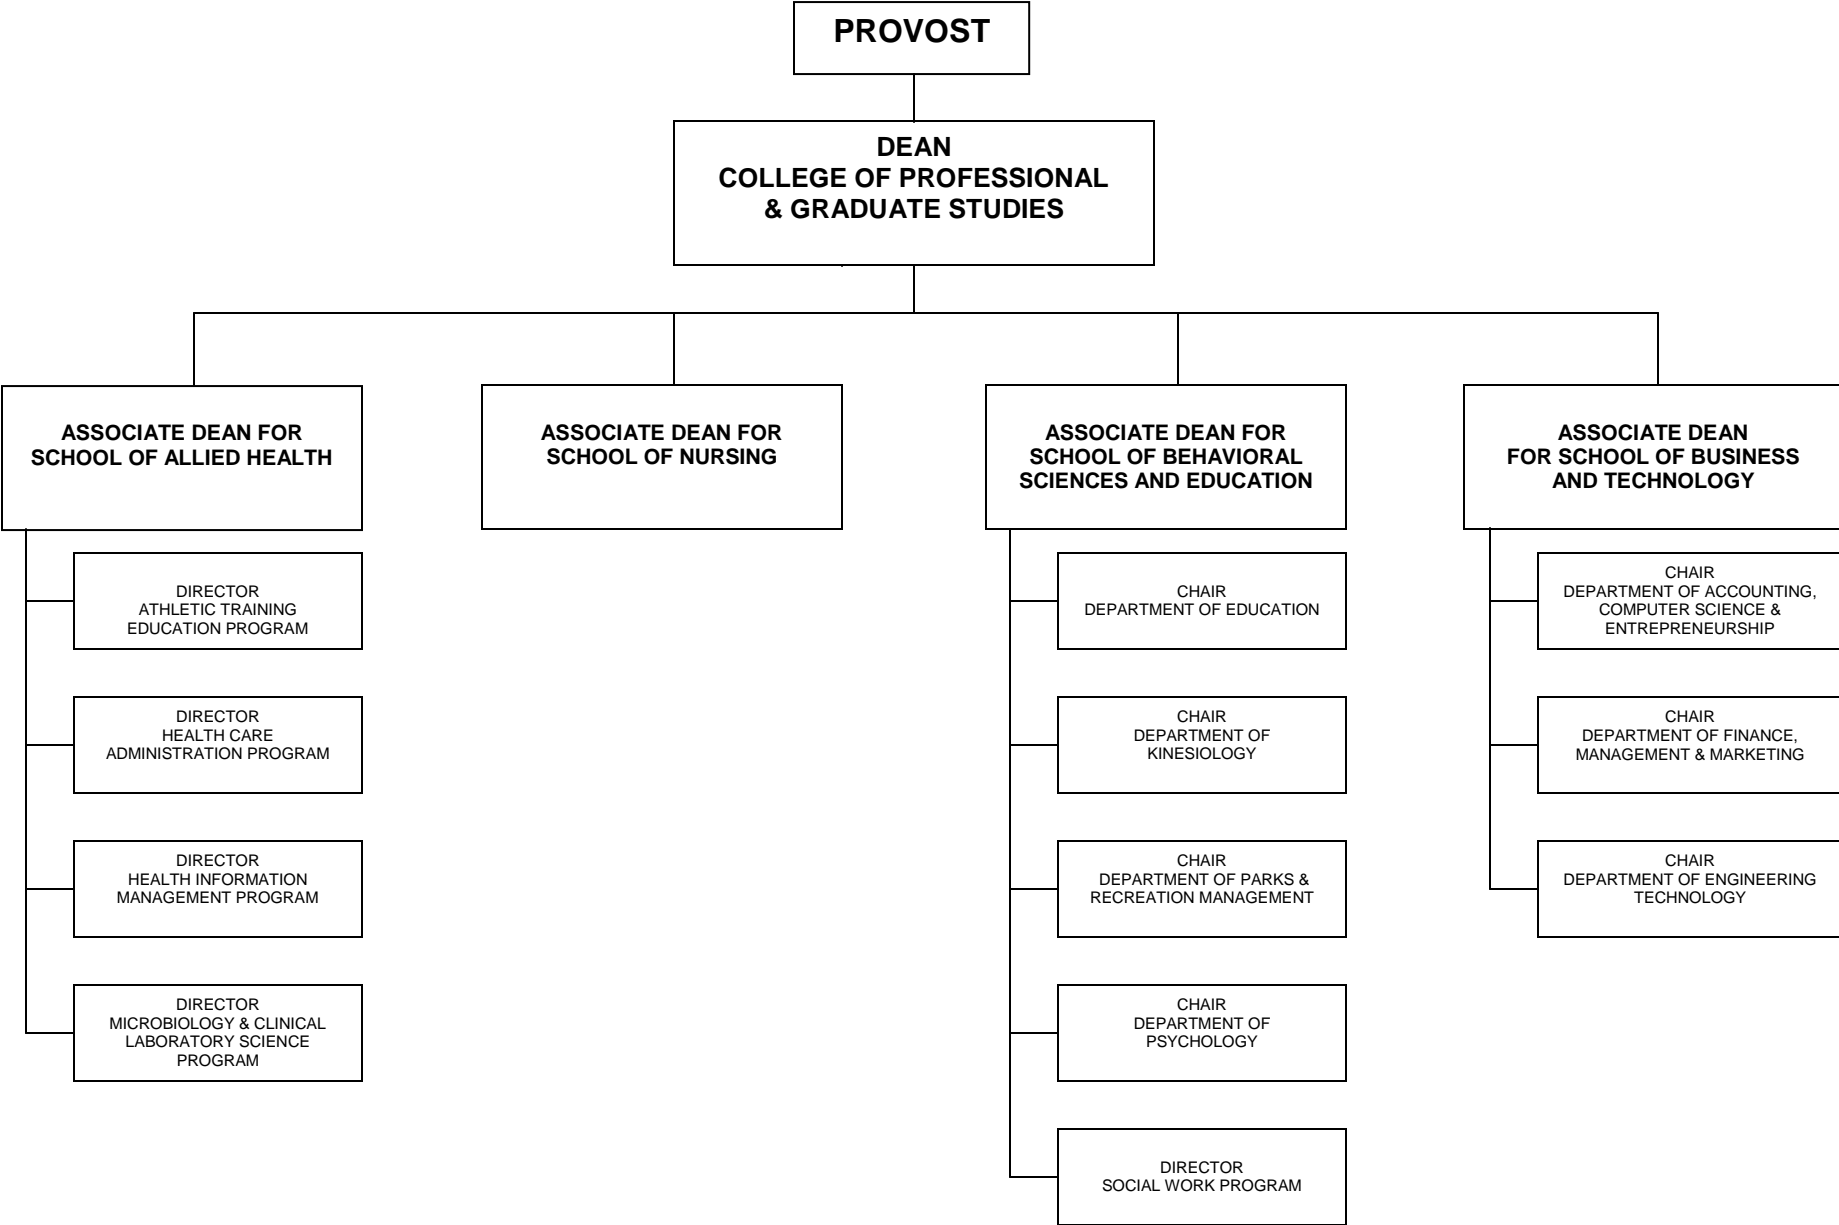 PROVOST
DEAN
COLLEGE OF PROFESSIONAL
& GRADUATE STUDIES
ASSOCIATE DEAN FOR
SCHOOL OF ALLIED HEALTH
DIRECTOR
ATHLETIC TRAINING
EDUCATION PROGRAM
DIRECTOR
HEALTH CARE
ADMINISTRATION PROGRAM
DIRECTOR
HEALTH INFORMATION
MANAGEMENT PROGRAM
DIRECTOR
MICROBIOLOGY & CLINICAL
LABORATORY SCIENCE
PROGRAM
ASSOCIATE DEAN FOR
SCHOOL OF NURSING
ASSOCIATE DEAN FOR
SCHOOL OF BEHAVIORAL
SCIENCES AND EDUCATION
CHAIR
DEPARTMENT OF EDUCATION
CHAIR
DEPARTMENT OF
KINESIOLOGY
CHAIR
DEPARTMENT OF PARKS &
RECREATION MANAGEMENT
CHAIR
DEPARTMENT OF
PSYCHOLOGY
DIRECTOR
SOCIAL WORK PROGRAM
ASSOCIATE DEAN
FOR SCHOOL OF BUSINESS
AND TECHNOLOGY
CHAIR
DEPARTMENT OF ACCOUNTING,
COMPUTER SCIENCE &
ENTREPRENEURSHIP
CHAIR
DEPARTMENT OF FINANCE,
MANAGEMENT & MARKETING
CHAIR
DEPARTMENT OF ENGINEERING
TECHNOLOGY